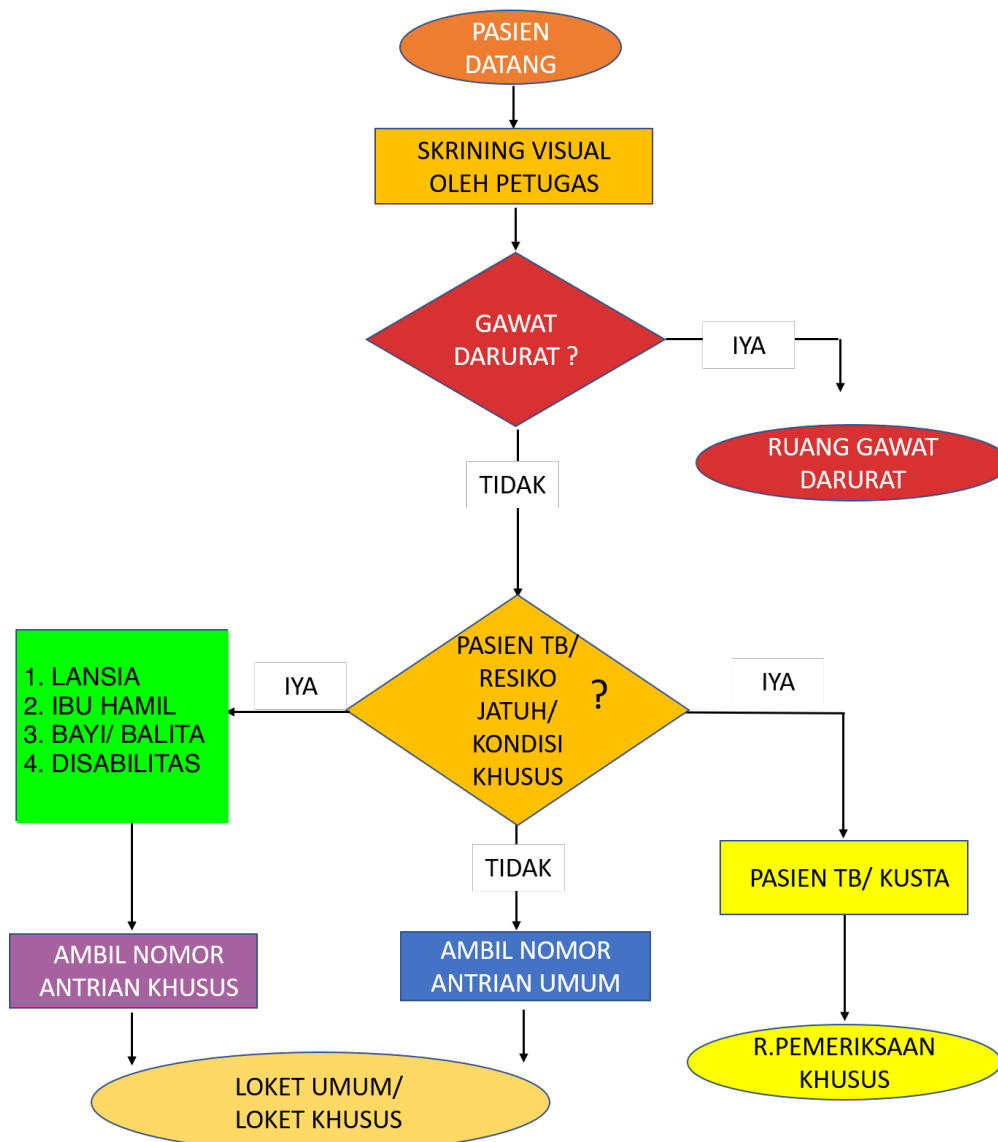 PASIEN
DATANG
SKRINING VISUAL
OLEH PETUGAS
GAWAT
DARURAT ?
IYA
RUANG GAWAT
DARURAT
TIDAK
PASIEN TB/
RESIKO
JATUH/
KONDISI
KHUSUS
?
IYA
1. LANSIA
2. IBU HAMIL
3. BAYI/ BALITA
4. DISABILITAS
IYA
TIDAK
PASIEN TB/ KUSTA
AMBIL NOMOR
ANTRIAN KHUSUS
AMBIL NOMOR
ANTRIAN UMUM
R.PEMERIKSAAN
KHUSUS
LOKET UMUM/
LOKET KHUSUS